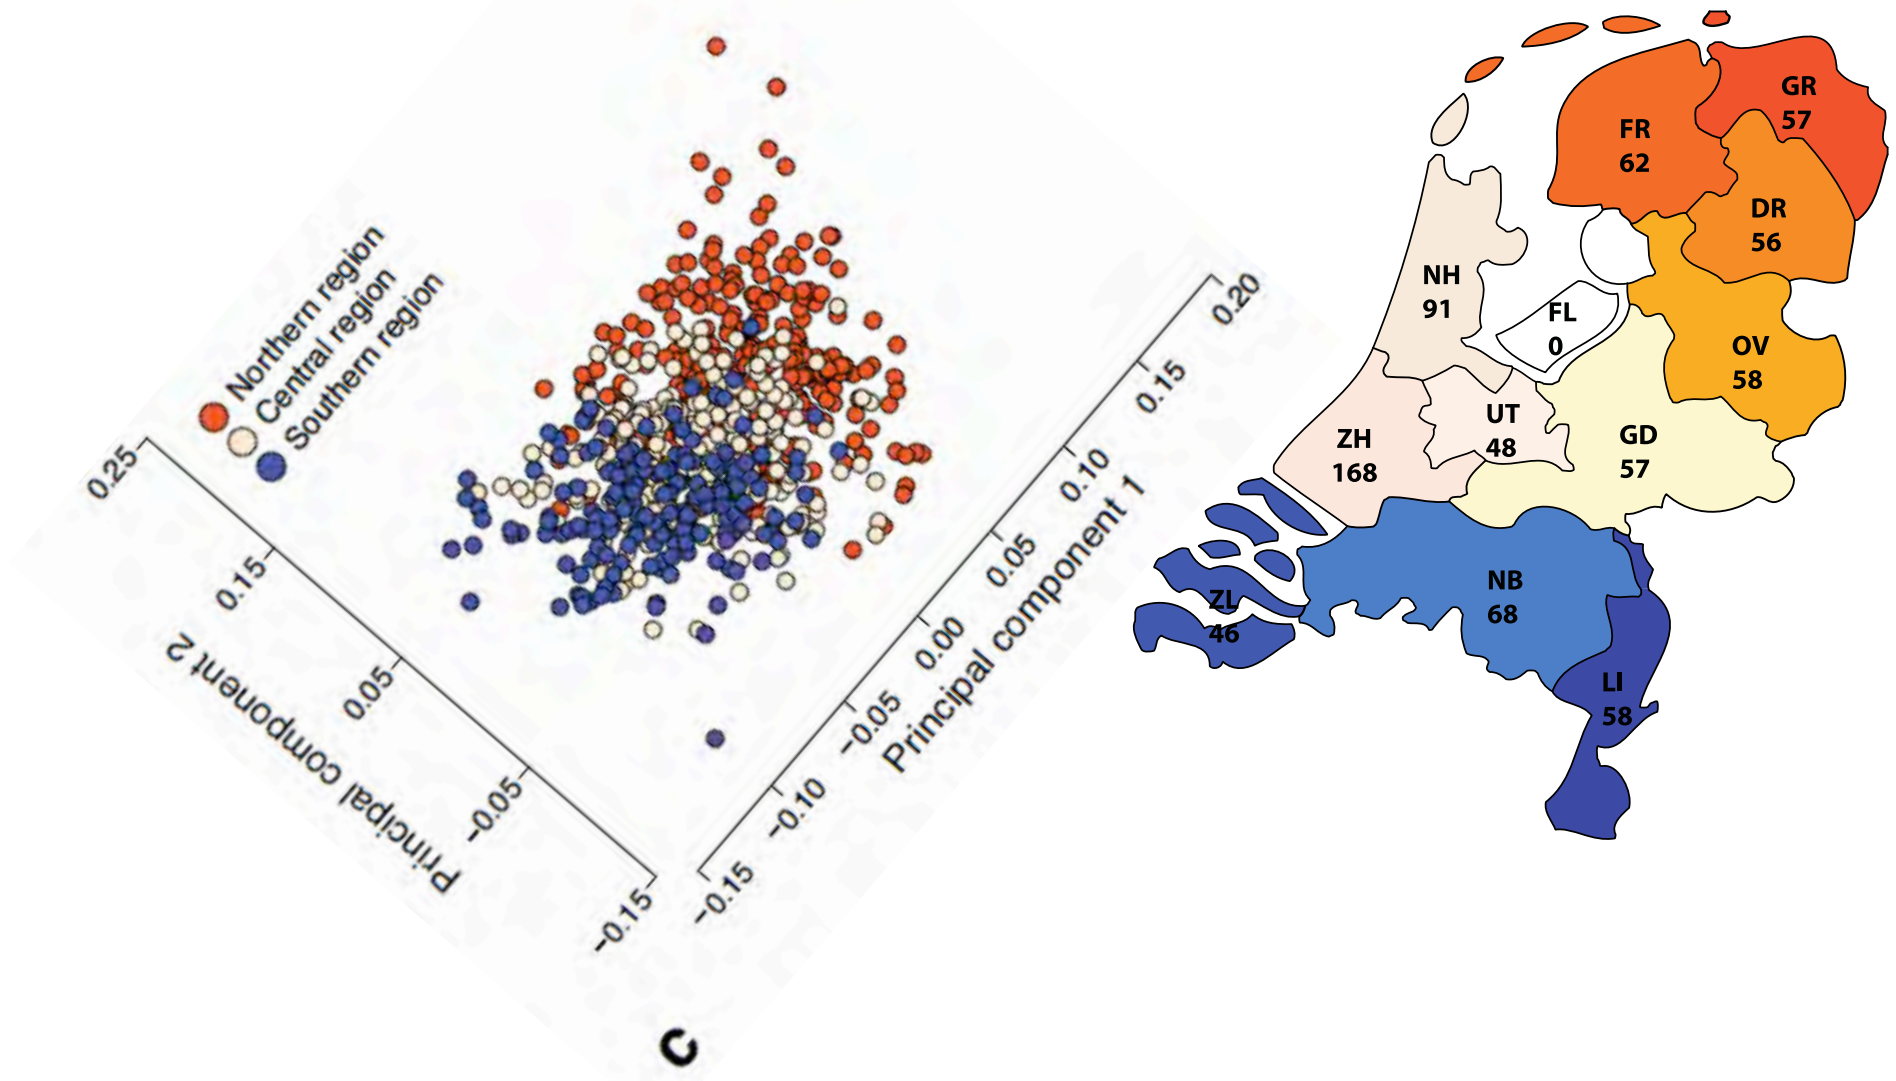 Northern region
Central region
Southern region
0.25
0.15
0.05
−0.05
−0.15
Principal component 2
−0.15
−0.10
−0.05
0.00
0.05
0.10
0.15
0.20
Principal component 1
C
GR
57
FR
62
DR
56
NH
91
FL
0
OV
58
UT
48
ZH
168
GD
57
NB
68
ZL
46
LI
58